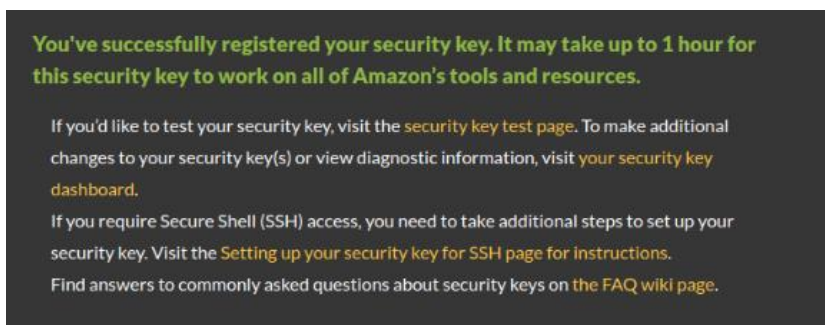 You've successfully registered your security key. It may take up to 1 hour for
this security key to work on all of Amazon's tools and resources.
If you'd like to test your security key, visit the security key test page. To make additional
changes to your security key(s) or view diagnostic information, visit your security key
dashboard.
If you require Secure Shell (SSH) access, you need to take additional steps to set up your
security key. Visit the Setting up your security key for SSH page for instructions.
Find answers to commonly asked questions about security keys on the FAQ wiki page.